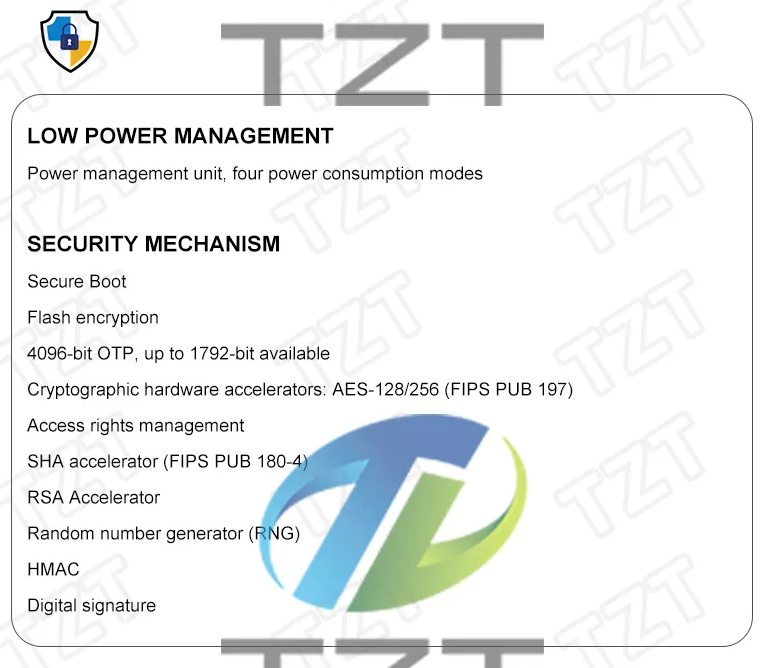 TZT
LOW POWER MANAGEMENT
Power management unit, four power consumption modes
SECURITY MECHANISM
Secure Boot
Flash encryption
4096-bit OTP, up to 1792-bit available
Cryptographic hardware accelerators: AES-128/256 (FIPS PUB 197)
Access rights management
SHA accelerator (FIPS PUB 180-4)
RSA Accelerator
Random number generator (RNG)
HMAC
Digital signature
TZT